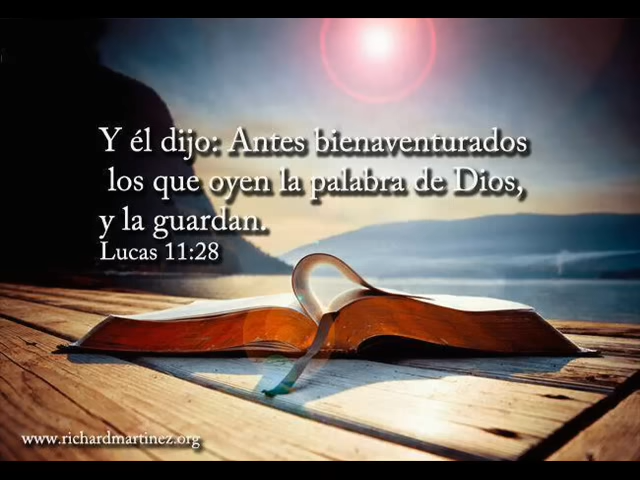 Y él dijo: Antes bienaventurados
los que oyen la palabra de Dios,
y la guardan.
Lucas 11:28
www.richardmartinez.org